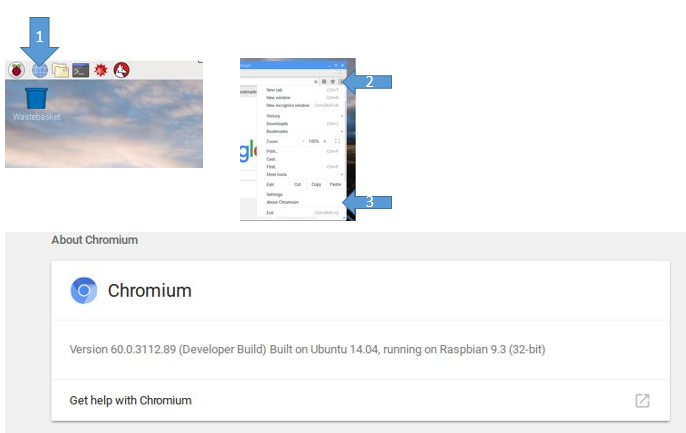 1
Wastebasket
2
New tab Ctrl+T
New window Ctrl+N
New incognito window Ctrl+Shift+N
History
Downloads Ctrl+J
Bookmarks
Zoom - 100% +
Print... Ctrl+P
Cast...
Find... Ctrl+F
More tools
Edit Cut Copy Paste
Settings
About Chromium
Exit Ctrl+Shift+Q
3
About Chromium
Chromium
Version 60.0.3112.89 (Developer Build) Built on Ubuntu 14.04, running on Raspbian 9.3 (32-bit)
Get help with Chromium